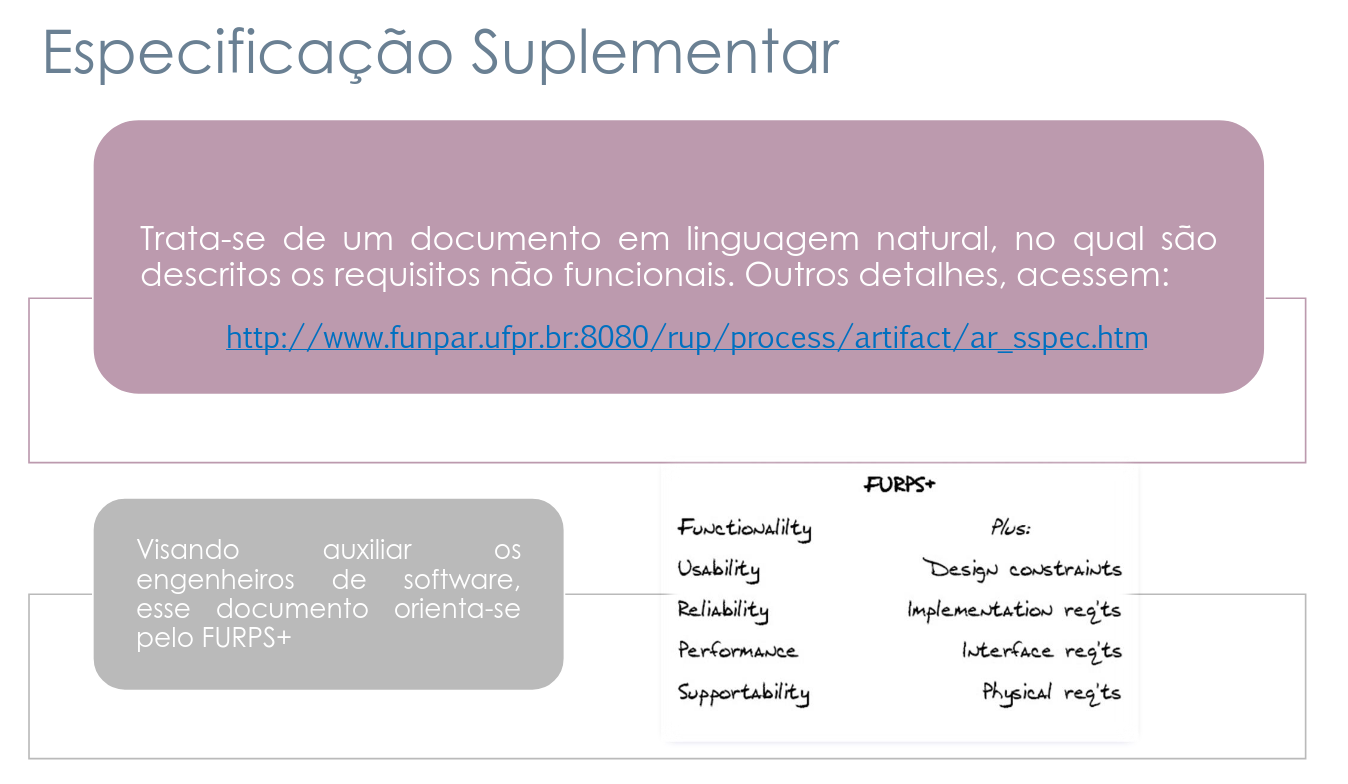 Especificação Suplementar
Trata-se de um documento em linguagem natural, no qual são
descritos os requisitos não funcionais. Outros detalhes, acessem:
http://www.funpar.ufpr.br:8080/rup/process/artifact/ar_sspec.htm
Visando auxiliar os
engenheiros de software,
esse documento orienta-se
pelo FURPS+
FURPS+
Functionalilty
Usability
Reliability
Performance
Supportability
Plus:
Design constraints
Implementation req'ts
Interface req'ts
Physical req'ts